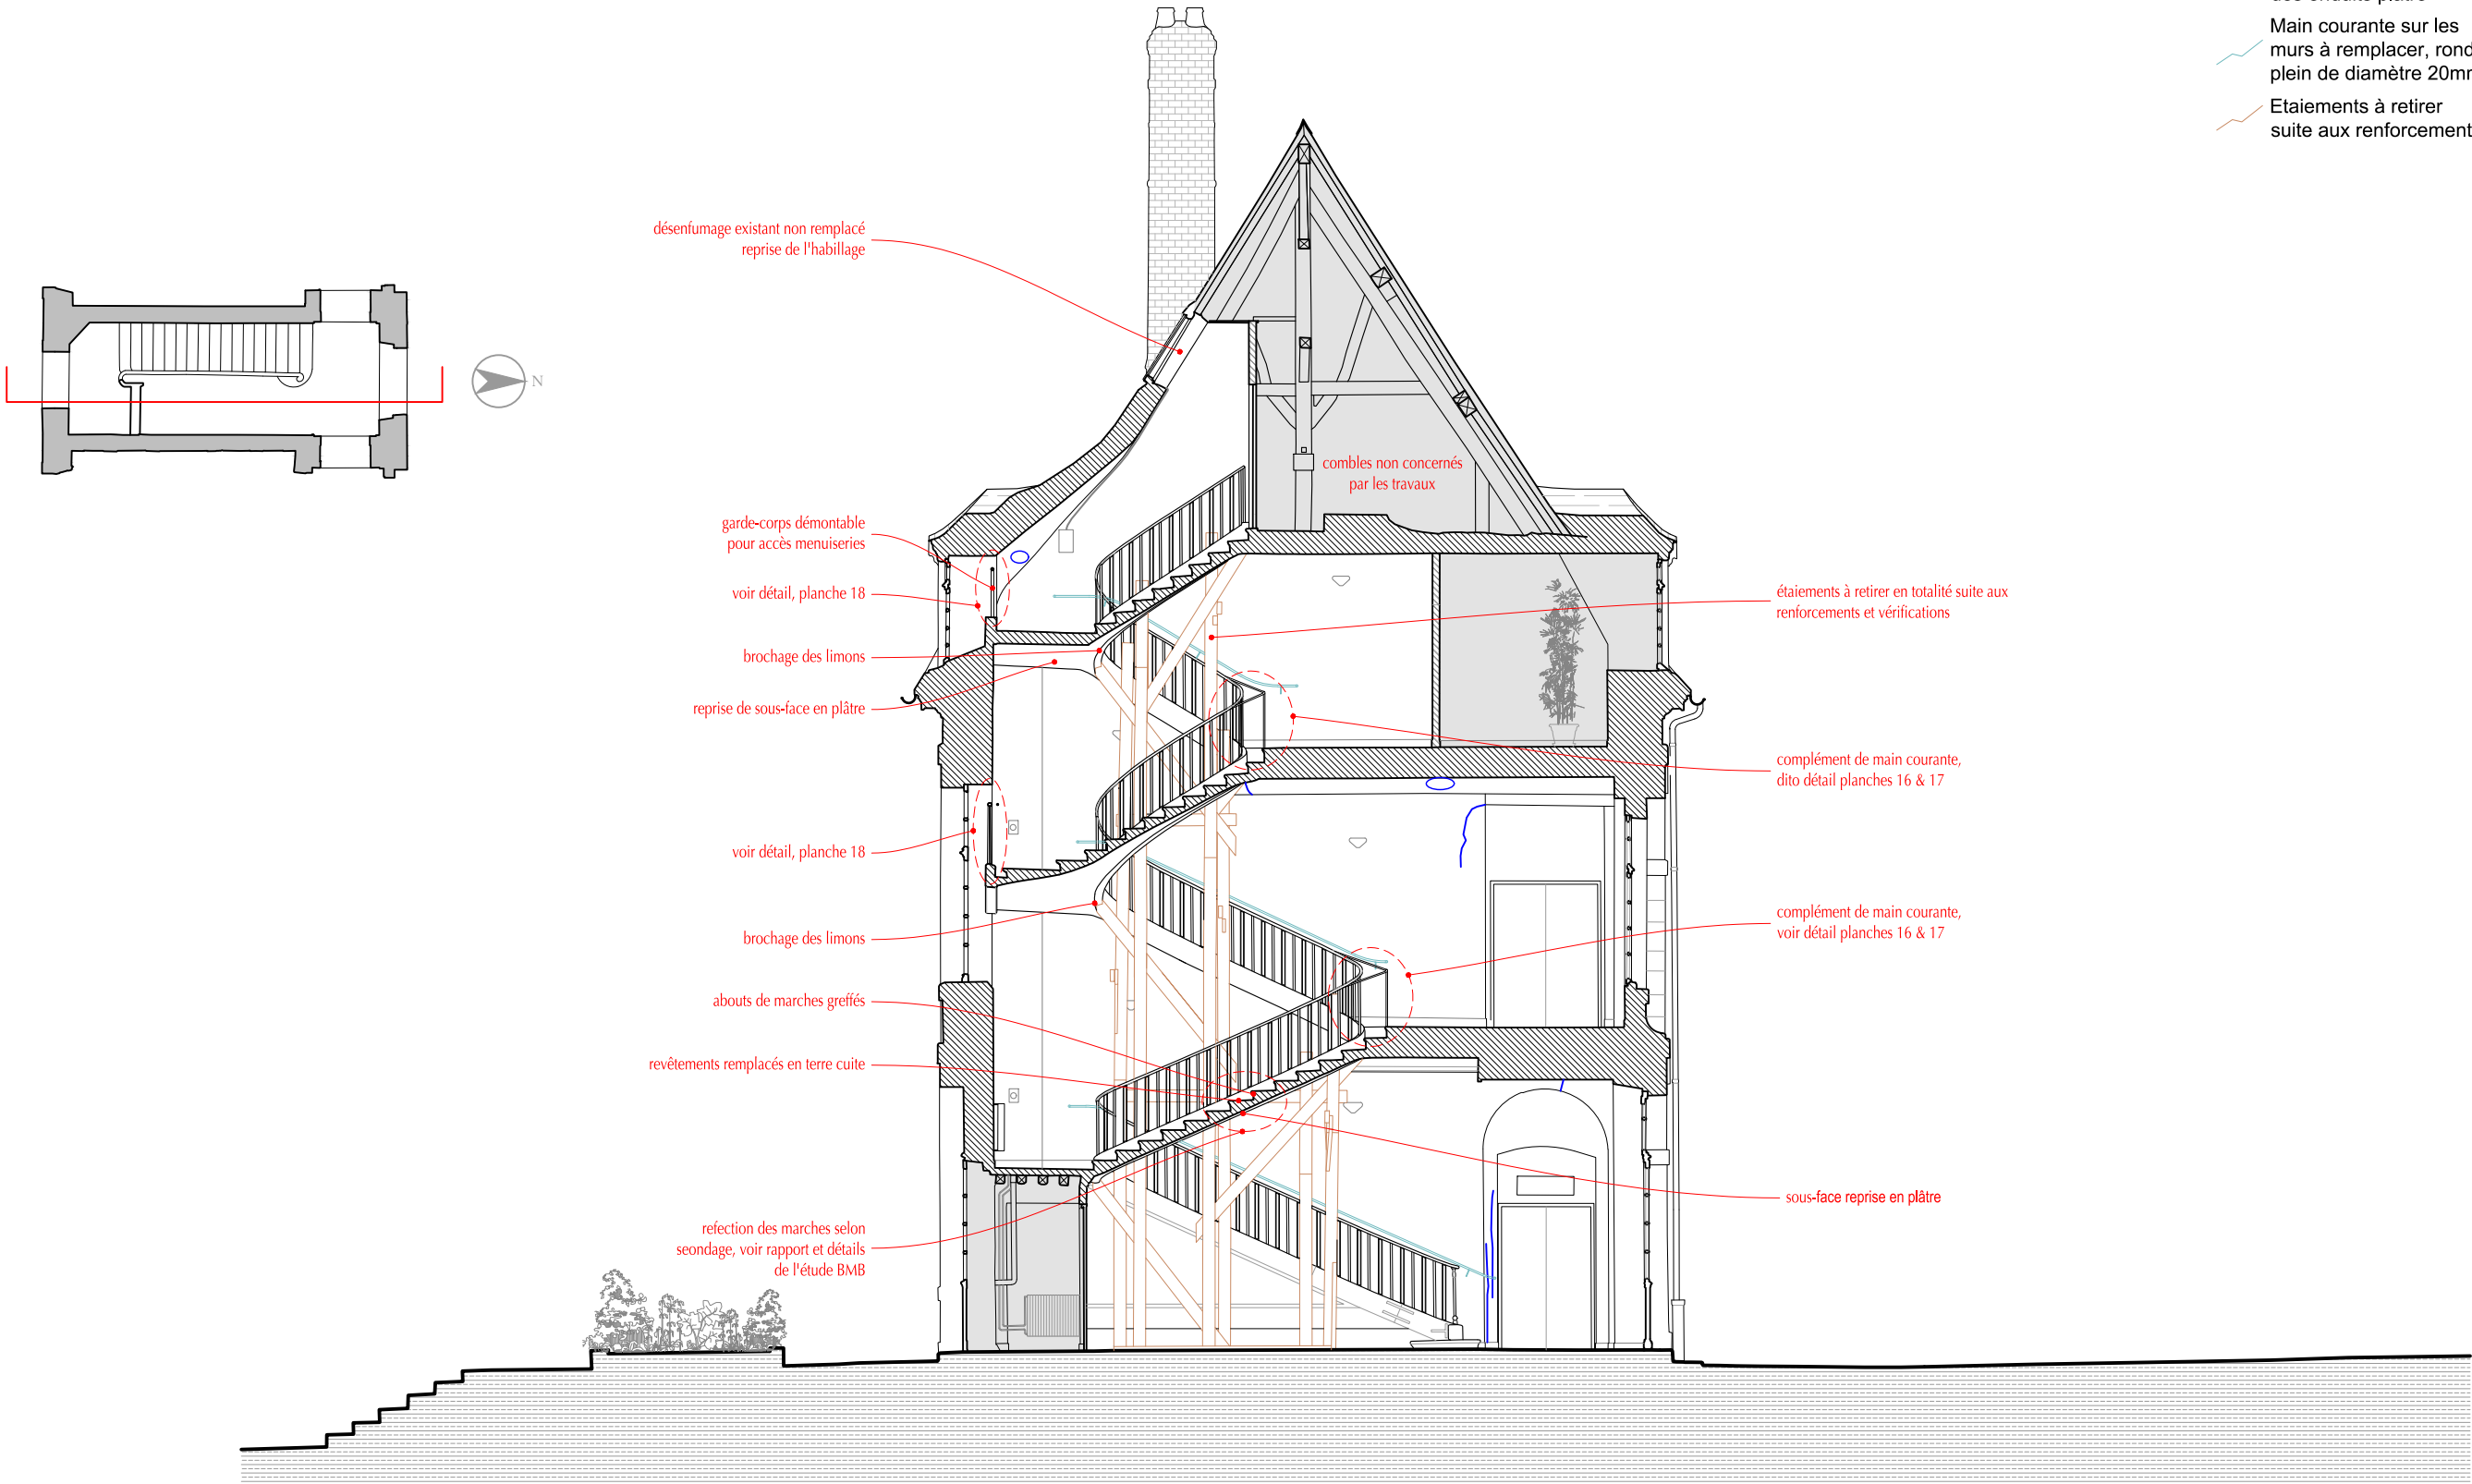 des enduits plâtre
Main courante sur les
murs à remplacer, rond
plein de diamètre 20mm
Etaiements à retirer
suite aux renforcement
désenfumage existant non remplacé
reprise de l'habillage
N
combles non concernés
par les travaux
garde-corps démontable
pour accès menuiseries
voir détail, planche 18
étaiements à retirer en totalité suite aux
renforcements et vérifications
brochage des limons
reprise de sous-face en plâtre
complément de main courante,
dito détail planches 16 & 17
voir détail, planche 18
complément de main courante,
voir détail planches 16 & 17
brochage des limons
abouts de marches greffés
revêtements remplacés en terre cuite
sous-face reprise en plâtre
refection des marches selon
seondage, voir rapport et détails
de l'étude BMB